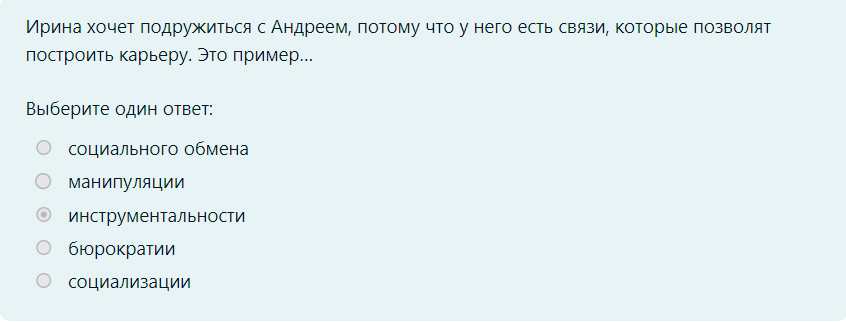 Ирина хочет подружиться с Андреем, потому что у него есть связи, которые позволят
построить карьеру. Это пример...
Выберите один ответ:
социального обмена
манипуляции
инструментальности
бюрократии
социализации